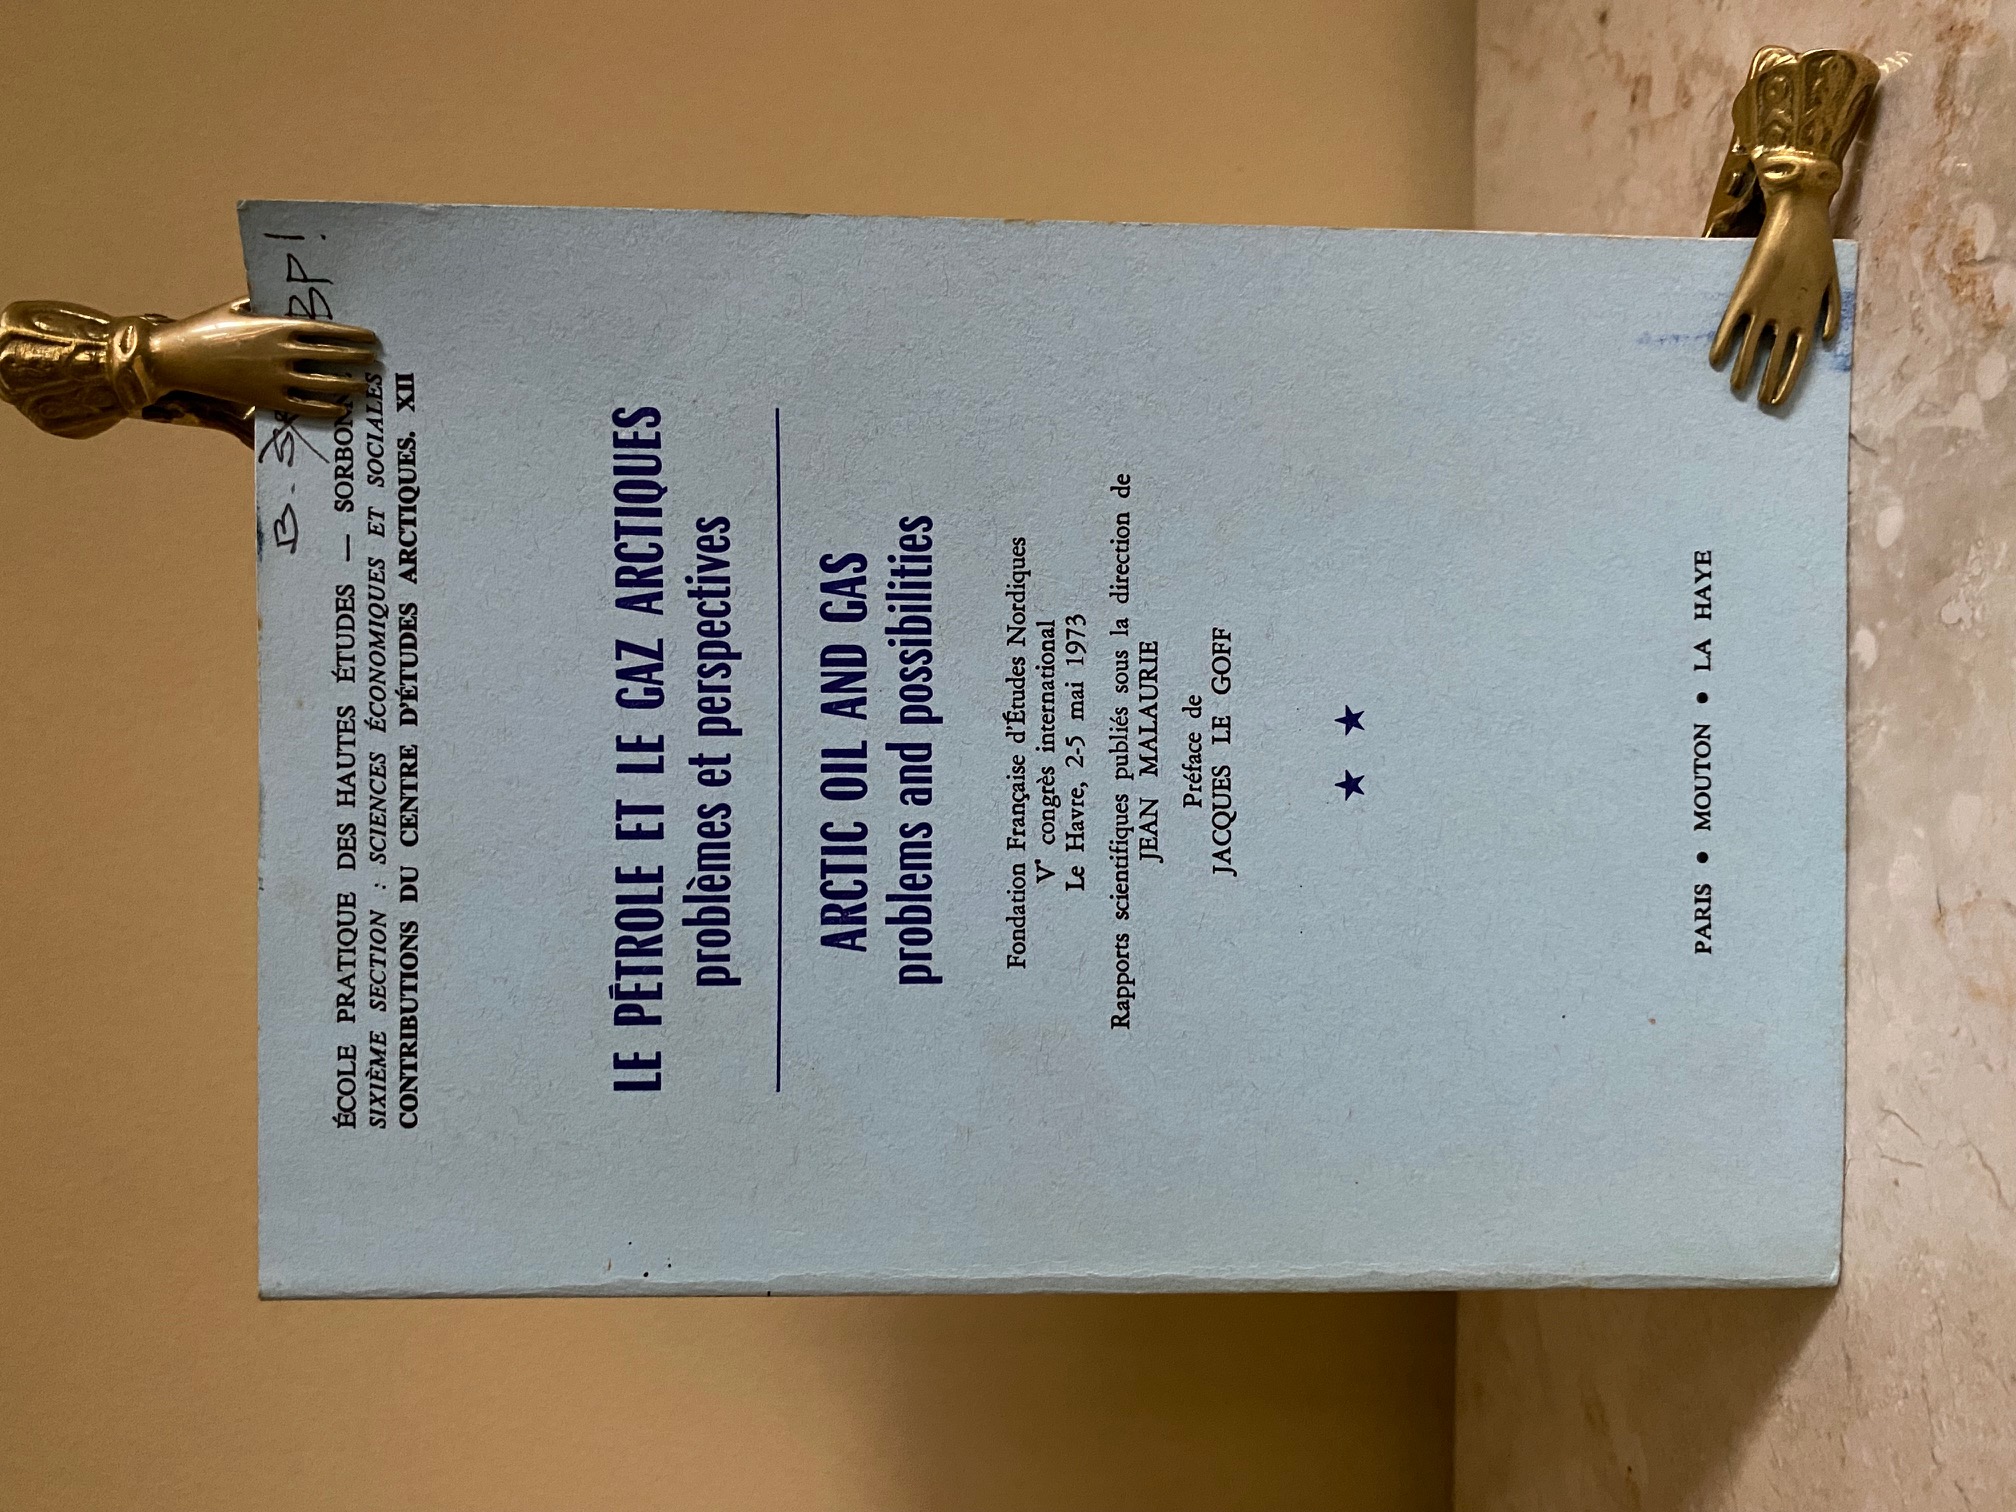 BP!
ÉCOLE PRATIQUE DES HAUTES ÉTUDES — SORBONNE
SIXIÈME SECTION : SCIENCES ÉCONOMIQUES ET SOCIALES
CONTRIBUTIONS DU CENTRE D'ÉTUDES ARCTIQUES. XII
LE PÉTROLE ET LE GAZ ARCTIQUES
problèmes et perspectives
ARCTIC OIL AND GAS
problems and possibilities
Fondation Française d'Études Nordiques
Vᵉ congrès international
Le Havre, 2-5 mai 1973
Rapports scientifiques publiés sous la direction de
JEAN MALAURIE
Préface de
JACQUES LE GOFF
★ ★
PARIS • MOUTON • LA HAYE